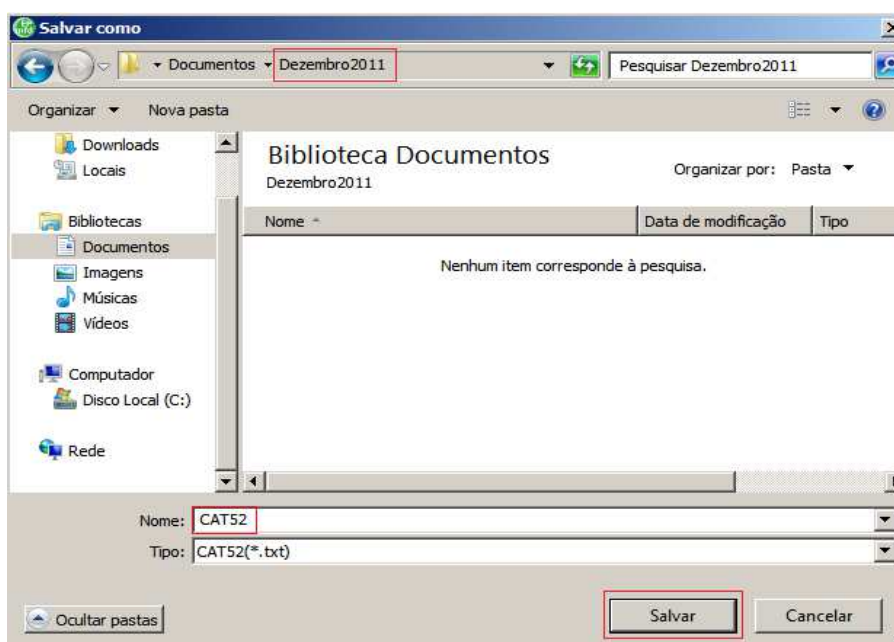 Salvar como
Documentos Dezembro2011 Pesquisar Dezembro2011
Organizar Nova pasta
Downloads
Locais
Biblioteca Documentos
Dezembro2011
Organizar por: Pasta
Bibliotecas
Documentos
Imagens
Músicas
Vídeos
Computador
Disco Local (C:)
Rede
Nome Data de modificação Tipo
Nenhum item corresponde à pesquisa.
Nome: CAT52
Tipo: CAT52(*.txt)
Ocultar pastas Salvar Cancelar